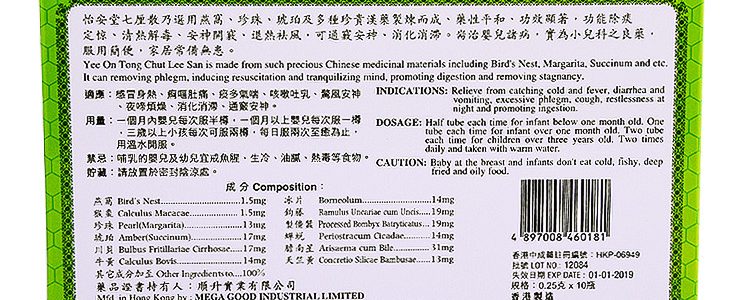 怡安堂七厘散乃選用燕窩、珍珠、琥珀及多種珍貴漢藥製煉而成、藥性平和、功效顯著，功能除痰
定驚、清熱解毒、安神開竅、退熱祛風，可通竅安神、消化消滯。尚治嬰兒諸病，實為小兒科之良藥，
服用簡便，家居常備無患。
Yee On Tong Chut Lee San is made from such precious Chinese medicinal materials including Bird's Nest, Margarita, Succinum and etc.
It can removing phlegm, inducing resuscitation and tranquilizing mind, promoting digestion and removing stagnancy.
適應：感冒身熱、痾嘔肚痛、痰多氣喘、咳嗽吐乳、驚風安神
、夜啼煩燥、消化消滯、通竅安神。
用量：一個月內嬰兒每次服半樽，一個月以上嬰兒每次服一樽
，三歲以上小孩每次可服兩樽，每日服兩次至癒為止，
用溫水開服。
禁忌：哺乳的嬰兒及幼兒宜戒魚腥、生冷、油膩、熱毒等食物。
貯藏：請放置於密封陰涼處。
INDICATIONS: Relieve from catching cold and fever, diarrhea and
vomiting, excessive phlegm, cough, restlessness at
night and promoting ingestion.
DOSAGE: Half tube each time for infant below one month old. One
tube each time for infant over one month old. Two tube
each time for children over three years old. Two times
daily and taken with warm water.
CAUTION: Baby at the breast and infants don't eat cold, fishy, deep
fried and oily food.
成分 Composition:
燕窩 Bird's Nest 1.5mg
猴棗 Calculus Macacae 1.5mg
珍珠 Pearl(Margarita) 13mg
琥珀 Amber(Succinum) 17mg
川貝 Bulbus Fritillariae Cirrhosae 17mg
牛黃 Calculus Bovis 14mg
其它成分加至 Other Ingredients to 100%
冰片 Borneolum 14mg
鈎藤 Ramulus Uncariae cum Uncis 19mg
製僵蠶 Processed Bombyx Batryticatus 19mg
蟬蛻 Periostracum Cicadae 14mg
膽南星 Arisaema cum Bile 31mg
天竺黃 Concretio Silicae Bambusae 13mg
4897008460181
香港中成藥註冊編號：HKP-06949
批號 LOT NO : 12084
有效日期 EXP DATE : 01-01-2019
規格：0.25克 x 10瓶
香港製造
藥品證書持有人：順升實業有限公司
Mfd. in Hong Kong by : MEGA GOOD INDUSTRIAL LIMITED